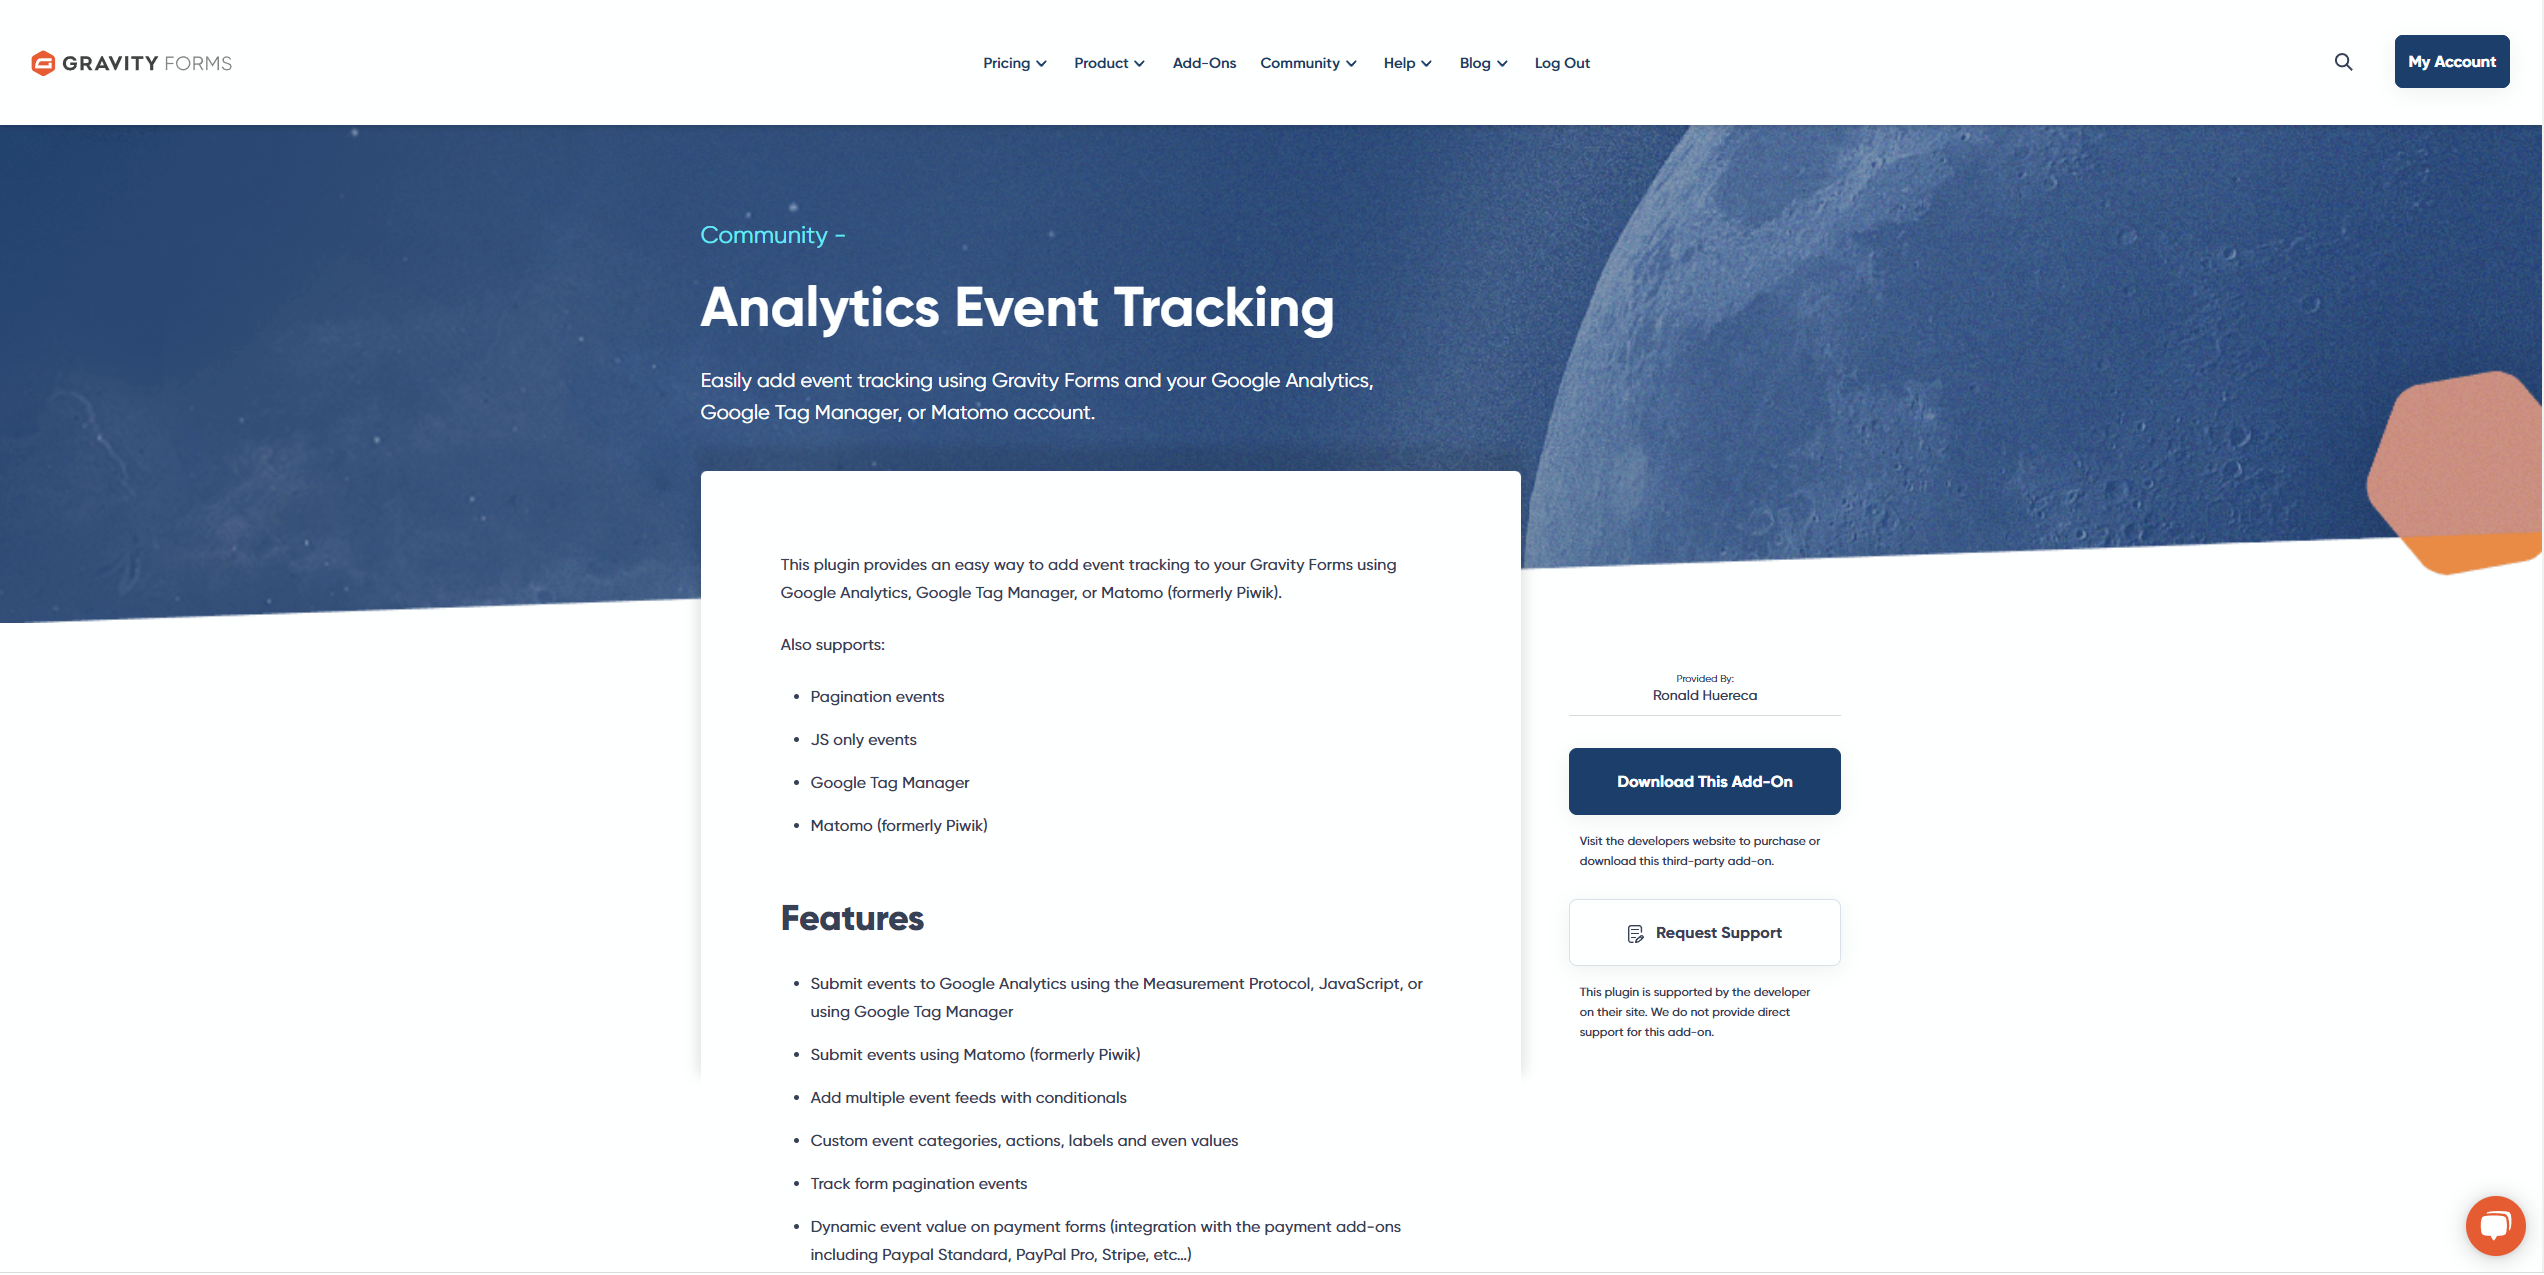 GRAVITY FORMS
Pricing Product Add-Ons Community Help Blog Log Out
My Account
Community -
Analytics Event Tracking
Easily add event tracking using Gravity Forms and your Google Analytics,
Google Tag Manager, or Matomo account.
This plugin provides an easy way to add event tracking to your Gravity Forms using
Google Analytics, Google Tag Manager, or Matomo (formerly Piwik).
Also supports:
• Pagination events
• JS only events
• Google Tag Manager
• Matomo (formerly Piwik)
Features
• Submit events to Google Analytics using the Measurement Protocol, JavaScript, or
using Google Tag Manager
• Submit events using Matomo (formerly Piwik)
• Add multiple event feeds with conditionals
• Custom event categories, actions, labels and even values
• Track form pagination events
• Dynamic event value on payment forms (integration with the payment add-ons
including Paypal Standard, PayPal Pro, Stripe, etc...)
Provided By:
Ronald Huereca
Download This Add-On
Visit the developers website to purchase or
download this third-party add-on.
Request Support
This plugin is supported by the developer
on their site. We do not provide direct
support for this add-on.